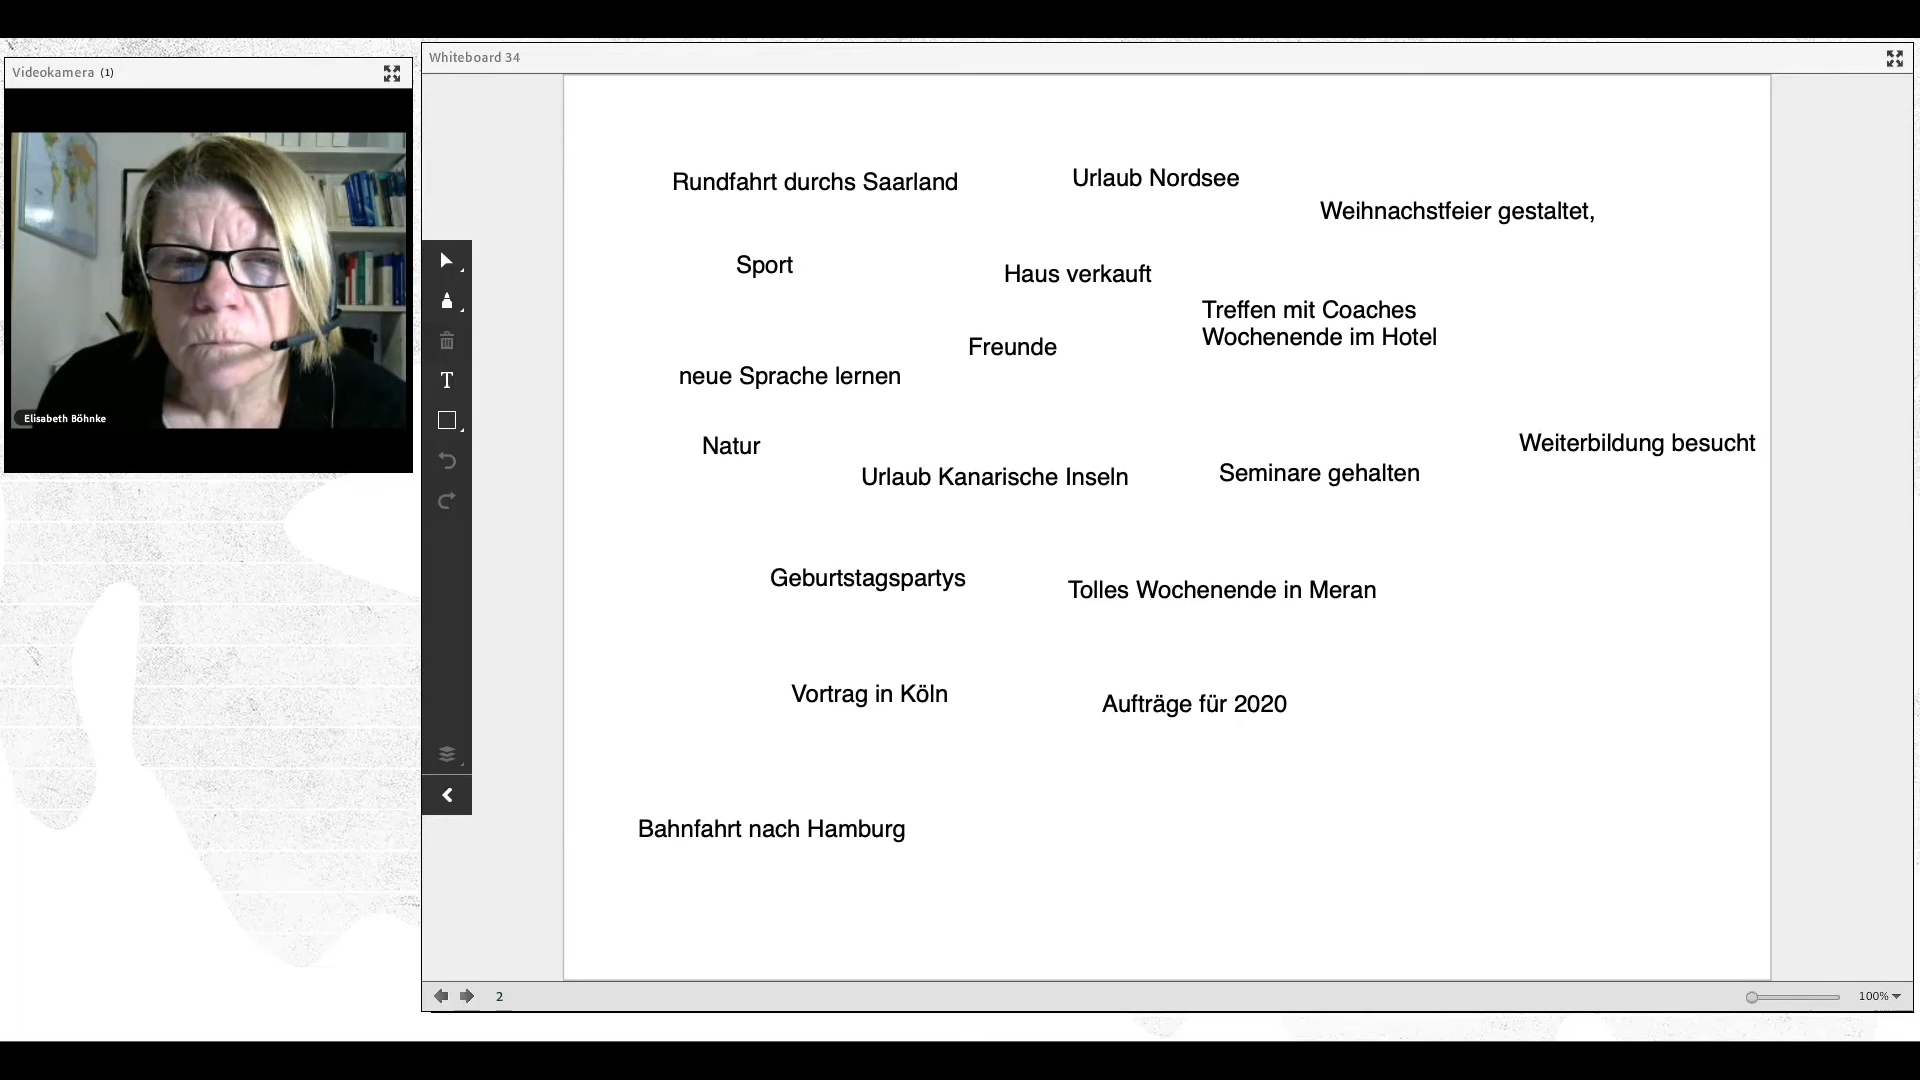 Videokamera (1)
Elisabeth Böhnke
Whiteboard 34
Rundfahrt durchs Saarland
Urlaub Nordsee
Weihnachstfeier gestaltet,
Sport
Haus verkauft
Treffen mit Coaches
Wochenende im Hotel
Freunde
neue Sprache lernen
Natur
Weiterbildung besucht
Urlaub Kanarische Inseln
Seminare gehalten
Geburtstagspartys
Tolles Wochenende in Meran
Vortrag in Köln
Aufträge für 2020
Bahnfahrt nach Hamburg
2
100%